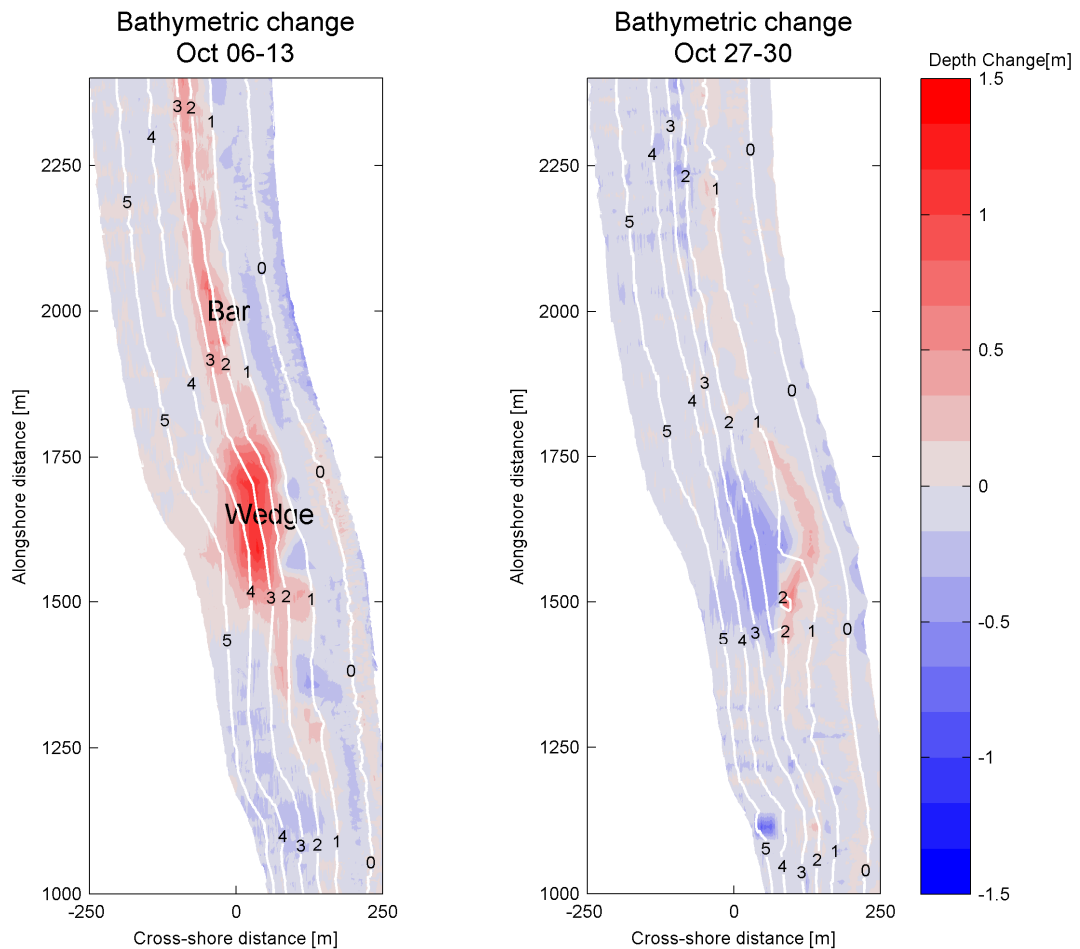 Bathymetric change
Oct 06-13
Bathymetric change
Oct 27-30
Depth Change[m]
3 2 1
4
5
0
Bar
3 2 1
4
5
0
Wedge
4 3 2 1
5
0
4 3 2 1
0
2250
2000
1750
1500
1250
1000
-250 0 250
Alongshore distance [m]
Cross-shore distance [m]
3
4
0
2
1
5
3
4
0
2 1
5
2
5 4 3 2 1 0
5
4 3 2 1
0
2250
2000
1750
1500
1250
1000
-250 0 250
Alongshore distance [m]
Cross-shore distance [m]
1.5
1
0.5
0
-0.5
-1
-1.5